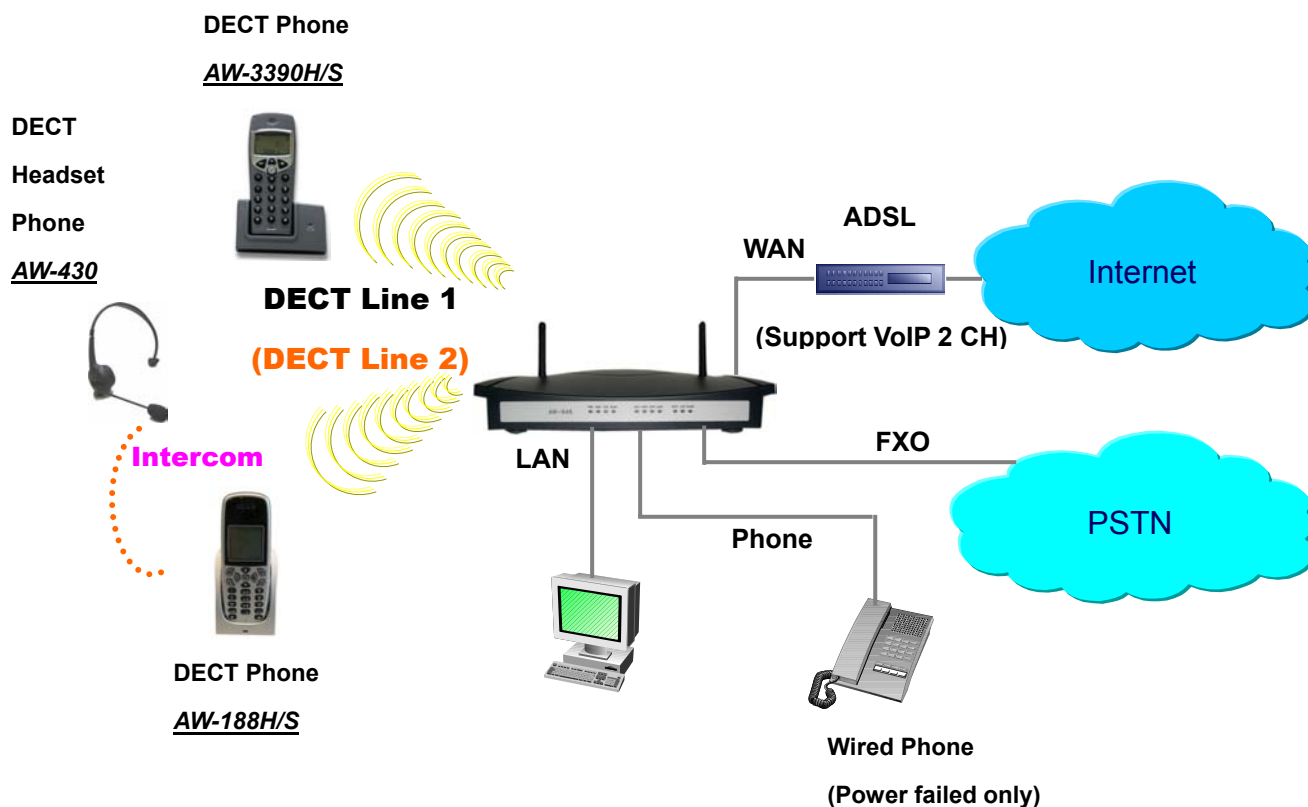 DECT Phone
AW-3390H/S
DECT
Headset
Phone
AW-430
DECT Line 1
(DECT Line 2)
Intercom
DECT Phone
AW-188H/S
ADSL
WAN
(Support VoIP 2 CH)
Internet
LAN
FXO
PSTN
Phone
Wired Phone
(Power failed only)